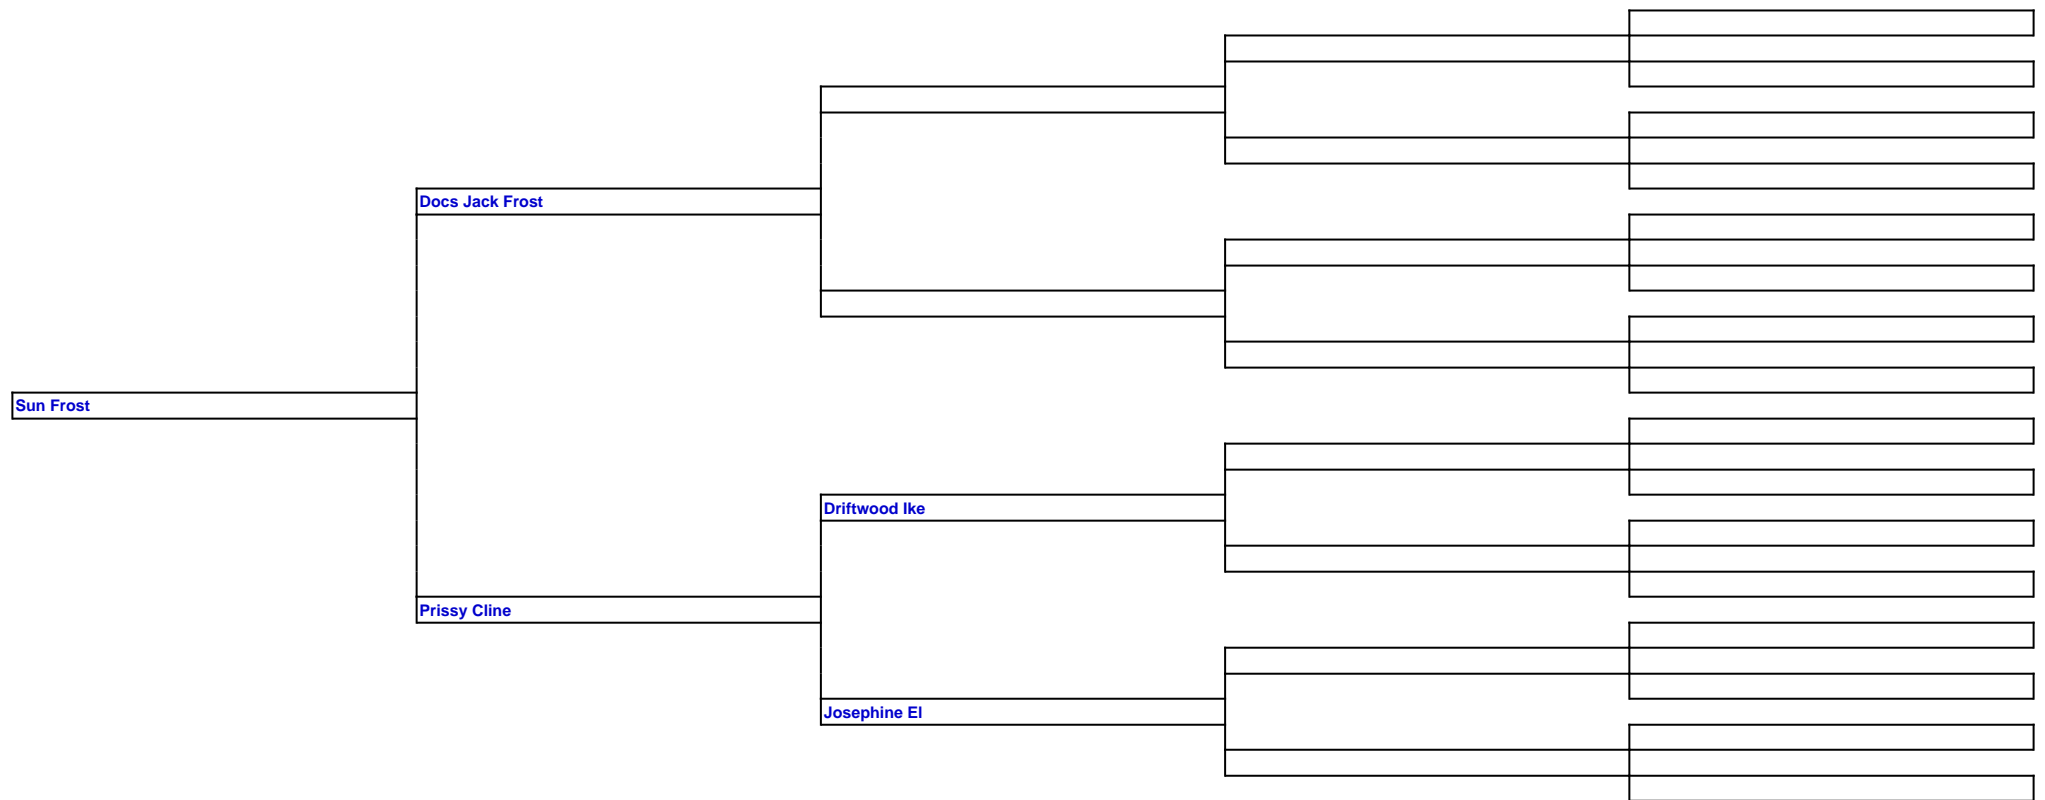 Docs Jack Frost
Sun Frost
Driftwood Ike
Prissy Cline
Josephine El